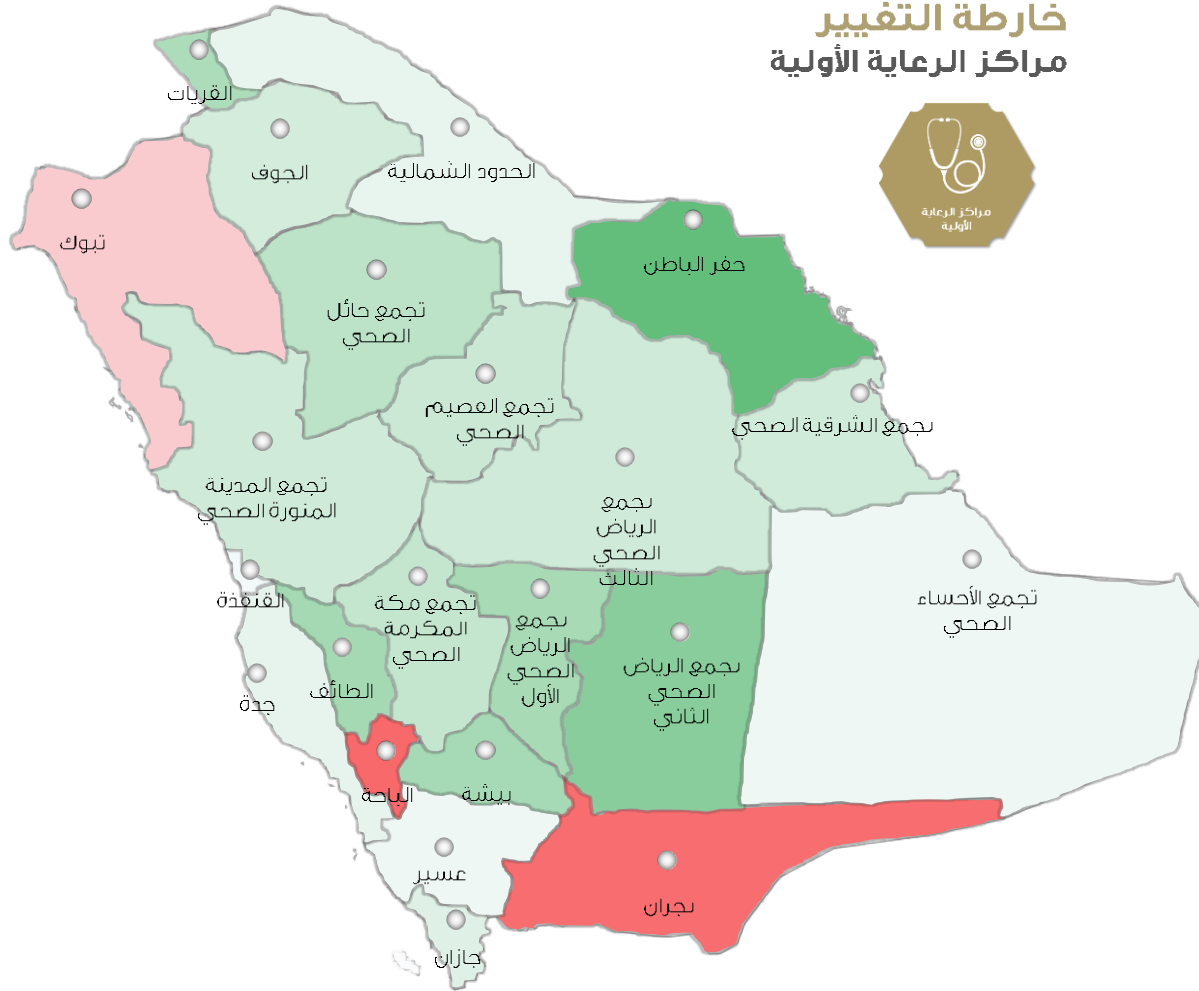 خارطة التغيير
مراكز الرعاية الأولية
مراكز الرعاية
الأولية
القريات
الجوف
الحدود الشمالية
تبوك
حفر الباطن
تجمع حائل
الصحي
تجمع القصيم
الصحي
تجمع الشرقية الصحي
تجمع المدينة
المنورة الصحي
تجمع
الرياض
الصحي
الثالث
القنفذة
تجمع مكة
المكرمة
الصحي
تجمع
الرياض
الصحي
الأول
تجمع الأحساء
الصحي
الطائف
تجمع الرياض
الصحي
الثاني
جدة
الباحة
بيشة
عسير
نجران
جازان